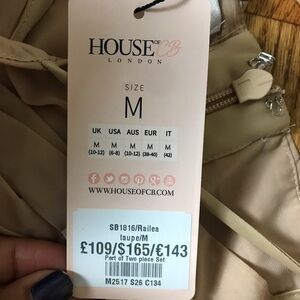 HOUSE OF CB
LONDON
SIZE
M
UK USA AUS EUR IT
M M M M M
(10-12) (6-8) (10-12) (38-40) (42)
WWW.HOUSEOFCB.COM
SB1816/Railea
taupe/M
£109/$165/€143
Part of Two piece Set
M2517 S26 C134